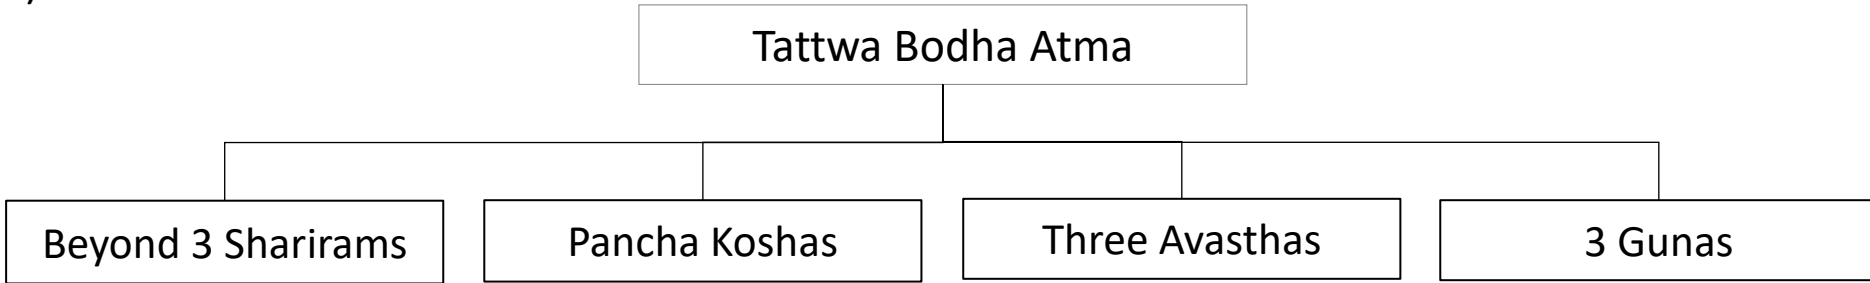 Tattwa Bodha Atma
Beyond 3 Sharirams
Pancha Koshas
Three Avasthas
3 Gunas